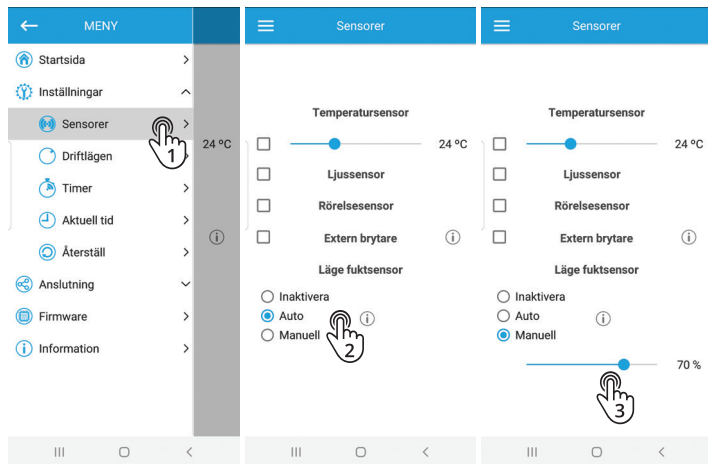 MENY
Startsida
Inställningar
Sensorer
1
24 ºC
Driftlägen
Timer
Aktuell tid
Återställ
Anslutning
Firmware
Information
Sensorer
Temperatursensor
24 ºC
Ljussensor
Rörelsesensor
Extern brytare
Läge fuktsensor
Inaktivera
Auto
Manuell
2
Sensorer
Temperatursensor
24 ºC
Ljussensor
Rörelsesensor
Extern brytare
Läge fuktsensor
Inaktivera
Auto
Manuell
70 %
3